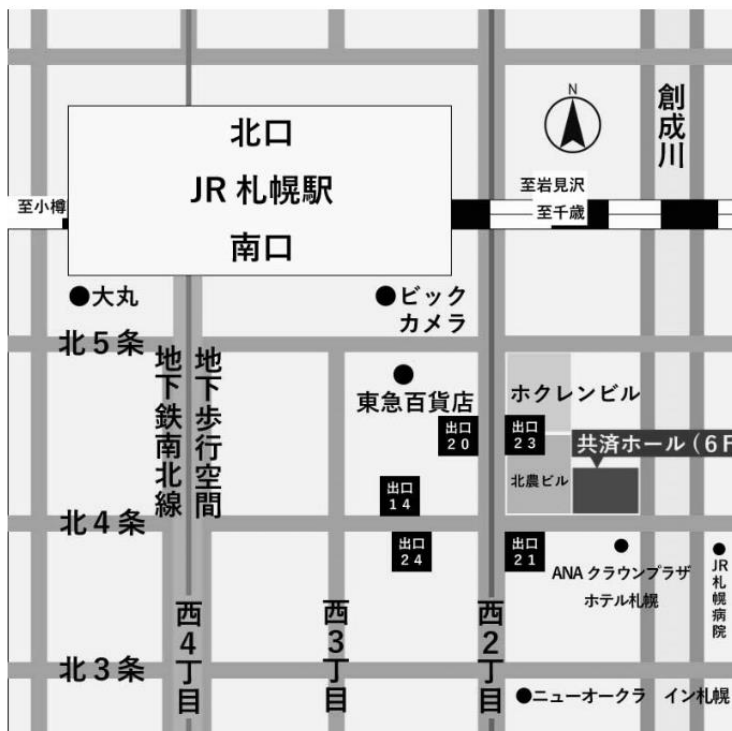 N
創成川
北口
JR 札幌駅
南口
至岩見沢
至千歳
至小樽
●大丸
●ビック
カメラ
北5条
地下鉄南北線
地下歩行空間
東急百貨店
ホクレンビル
出口
20
出口
23
共済ホール(6F
北農ビル
出口
14
北4条
出口
24
出口
21
ANA クラウンプラザ
ホテル札幌
JR札幌病院
西4丁目
西3丁目
西2丁目
北3条
●ニューオークラ イン札幌